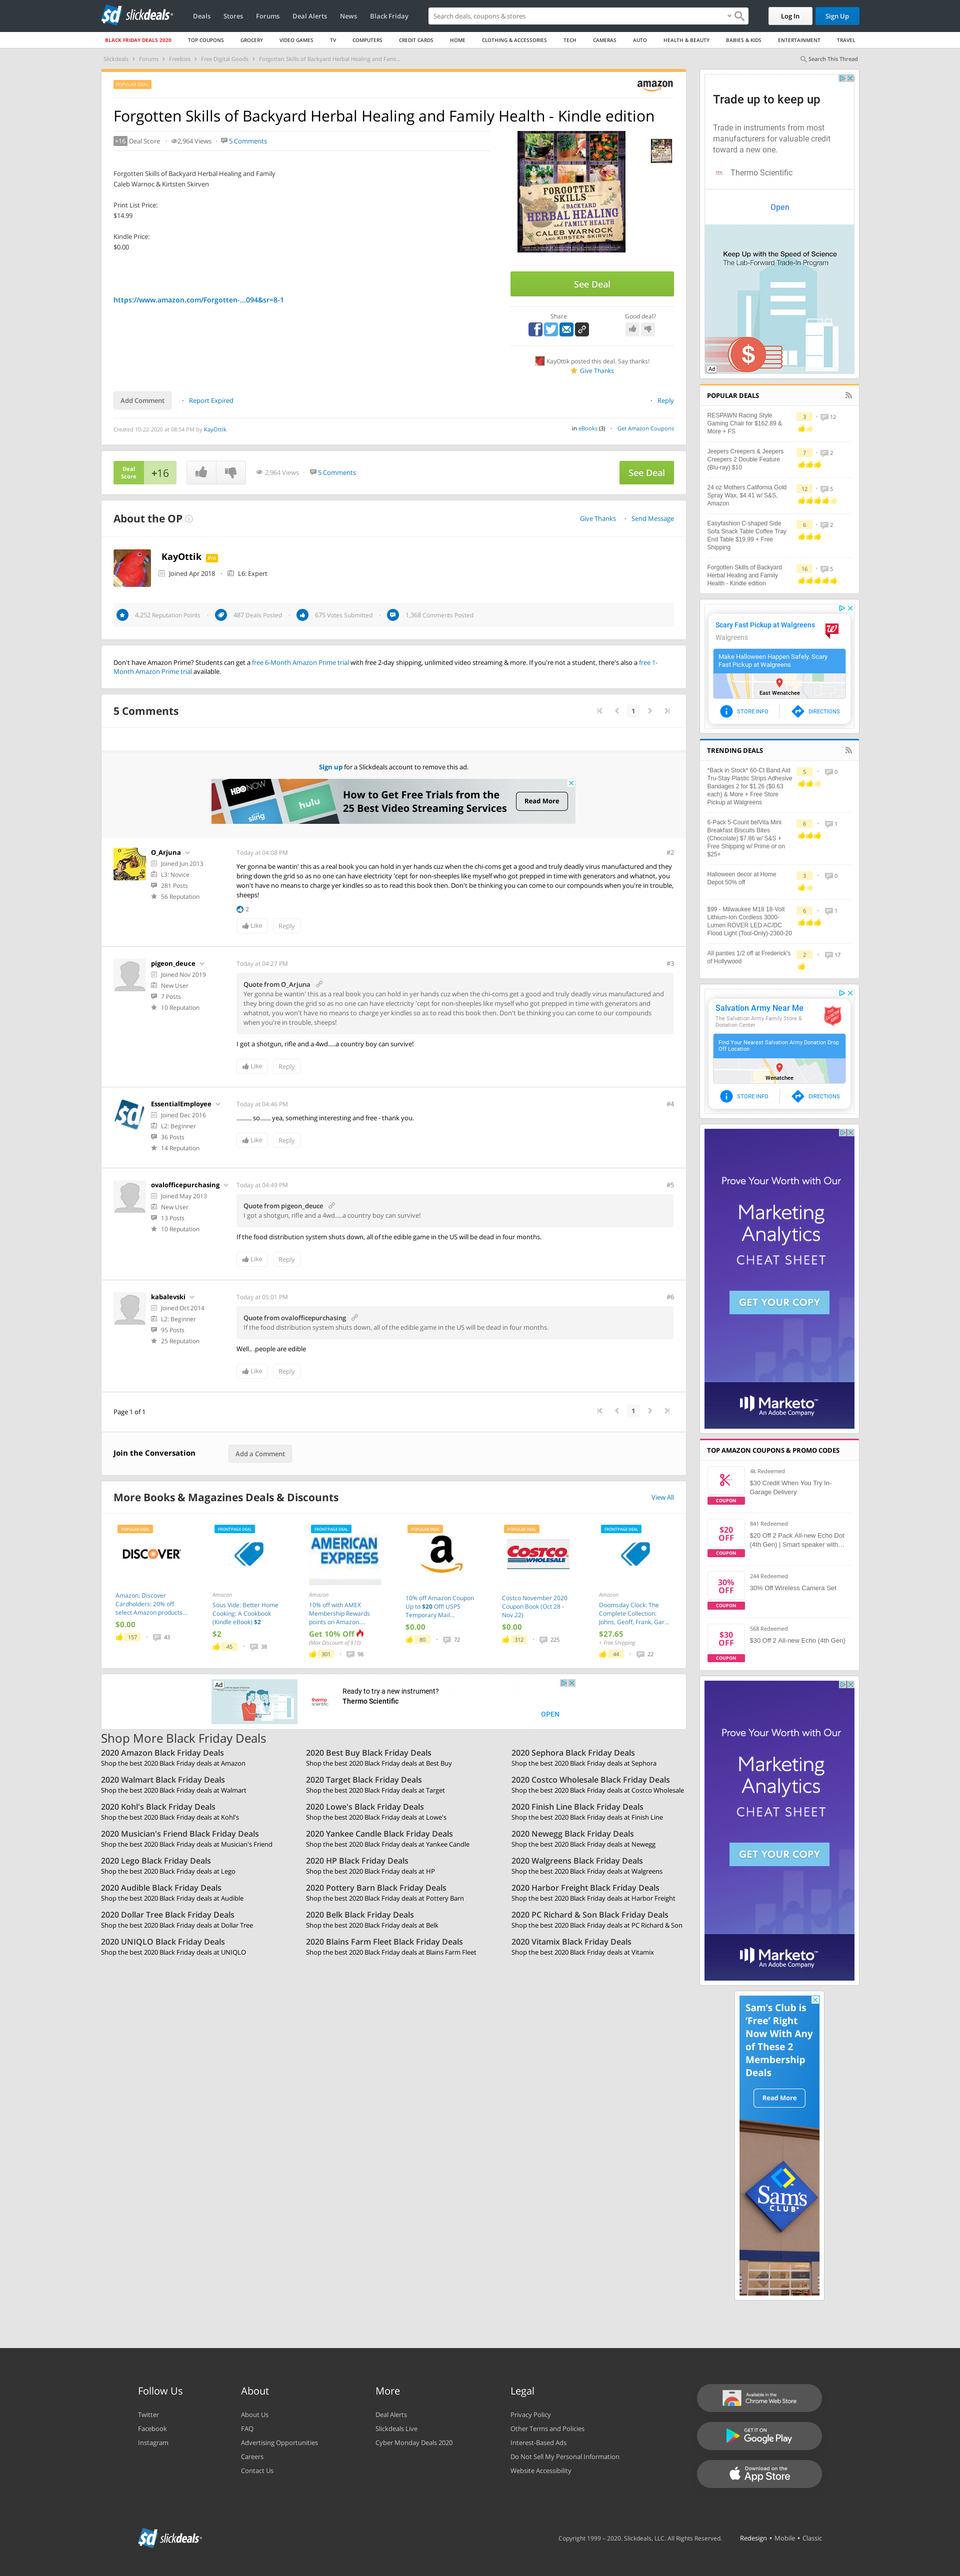 slickdeals
Deals Stores Forums Deal Alerts News Black Friday
Search deals, coupons & stores
Log In Sign Up
BLACK FRIDAY DEALS 2020 TOP COUPONS GROCERY VIDEO GAMES TV COMPUTERS CREDIT CARDS HOME CLOTHING & ACCESSORIES TECH CAMERAS AUTO HEALTH & BEAUTY BABIES & KIDS ENTERTAINMENT TRAVEL
Slickdeals Forums Freebies Free Digital Goods Forgotten Skills of Backyard Herbal Healing and Fami...
Search This Thread
POPULAR DEAL
amazon
Forgotten Skills of Backyard Herbal Healing and Family Health - Kindle edition
+16 Deal Score 2,964 Views 5 Comments
Forgotten Skills of Backyard Herbal Healing and Family
Caleb Warnoc & Kirtsten Skirven
Print List Price:
$14.99
Kindle Price:
$0.00
https://www.amazon.com/Forgotten-...094&sr=8-1
FORGOTTEN
SKILLS
of BACKYARD
HERBAL HEALING
and FAMILY HEALTH
CALEB WARNOCK
AND KIRSTEN SKIRVIN
See Deal
Share
Good deal?
KayOttik posted this deal. Say thanks!
Give Thanks
Add Comment Report Expired
Reply
Created 10-22-2020 at 08:54 PM by KayOttik
in eBooks (3) Get Amazon Coupons
Deal Score +16
2,964 Views 5 Comments
See Deal
About the OP
Give Thanks Send Message
KayOttik Pro
Joined Apr 2018 L6: Expert
4,252 Reputation Points 487 Deals Posted 675 Votes Submitted 1,368 Comments Posted
Don't have Amazon Prime? Students can get a free 6-Month Amazon Prime trial with free 2-day shipping, unlimited video streaming & more. If you're not a student, there's also a free 1-
Month Amazon Prime trial available.
5 Comments
1
Sign up for a Slickdeals account to remove this ad.
HBO NOW
hulu
sling
How to Get Free Trials from the
25 Best Video Streaming Services
Read More
O_Arjuna
Joined Jun 2013
L3: Novice
281 Posts
56 Reputation
Today at 04:08 PM
#2
Yer gonna be wantin' this as a real book you can hold in yer hands cuz when the chi-coms get a good and truly deadly virus manufactured and they
bring down the grid so as no one can have electricity 'cept for non-sheeples like myself who got prepped in time with generators and whatnot, you
won't have no means to charge yer kindles so as to read this book then. Don't be thinking you can come to our compounds when you're in trouble,
sheeps!
2
Like Reply
pigeon_deuce
Joined Nov 2019
New User
7 Posts
10 Reputation
Today at 04:27 PM
#3
Quote from O_Arjuna
Yer gonna be wantin' this as a real book you can hold in yer hands cuz when the chi-coms get a good and truly deadly virus manufactured and
they bring down the grid so as no one can have electricity 'cept for non-sheeples like myself who got prepped in time with generators and
whatnot, you won't have no means to charge yer kindles so as to read this book then. Don't be thinking you can come to our compounds
when you're in trouble, sheeps!
I got a shotgun, rifle and a 4wd.....a country boy can survive!
Like Reply
EssentialEmployee
Joined Dec 2016
L2: Beginner
36 Posts
14 Reputation
Today at 04:46 PM
#4
......... so...... yea, something interesting and free - thank you.
Like Reply
ovalofficepurchasing
Joined May 2013
New User
13 Posts
10 Reputation
Today at 04:49 PM
#5
Quote from pigeon_deuce
I got a shotgun, rifle and a 4wd.....a country boy can survive!
If the food distribution system shuts down, all of the edible game in the US will be dead in four months.
Like Reply
kabalevski
Joined Oct 2014
L2: Beginner
95 Posts
25 Reputation
Today at 05:01 PM
#6
Quote from ovalofficepurchasing
If the food distribution system shuts down, all of the edible game in the US will be dead in four months.
Well.. .people are edible
Like Reply
Page 1 of 1
1
Join the Conversation
Add a Comment
More Books & Magazines Deals & Discounts
View All
POPULAR DEAL
DISCOVER
Amazon: Discover
Cardholders: 20% off
select Amazon products...
$0.00
157 43
FRONTPAGE DEAL
Amazon
Sous Vide: Better Home
Cooking: A Cookbook
(Kindle eBook) $2
$2
45 38
FRONTPAGE DEAL
AMERICAN
EXPRESS
Amazon
10% off with AMEX
Membership Rewards
points on Amazon....
Get 10% Off
(Max Discount of $10)
301 98
POPULAR DEAL
10% off Amazon Coupon
Up to $20 Off! USPS
Temporary Mail...
$0.00
80 72
POPULAR DEAL
COSTCO
WHOLESALE
Costco November 2020
Coupon Book (Oct 28 -
Nov 22)
$0.00
312 225
FRONTPAGE DEAL
Amazon
Doomsday Clock: The
Complete Collection:
Johns, Geoff, Frank, Gar...
$27.65
+ Free Shipping
44 22
Ad
thermo
scientific
Ready to try a new instrument?
Thermo Scientific
OPEN
Shop More Black Friday Deals
2020 Amazon Black Friday Deals
Shop the best 2020 Black Friday deals at Amazon
2020 Best Buy Black Friday Deals
Shop the best 2020 Black Friday deals at Best Buy
2020 Sephora Black Friday Deals
Shop the best 2020 Black Friday deals at Sephora
2020 Walmart Black Friday Deals
Shop the best 2020 Black Friday deals at Walmart
2020 Target Black Friday Deals
Shop the best 2020 Black Friday deals at Target
2020 Costco Wholesale Black Friday Deals
Shop the best 2020 Black Friday deals at Costco Wholesale
2020 Kohl's Black Friday Deals
Shop the best 2020 Black Friday deals at Kohl's
2020 Lowe's Black Friday Deals
Shop the best 2020 Black Friday deals at Lowe's
2020 Finish Line Black Friday Deals
Shop the best 2020 Black Friday deals at Finish Line
2020 Musician's Friend Black Friday Deals
Shop the best 2020 Black Friday deals at Musician's Friend
2020 Yankee Candle Black Friday Deals
Shop the best 2020 Black Friday deals at Yankee Candle
2020 Newegg Black Friday Deals
Shop the best 2020 Black Friday deals at Newegg
2020 Lego Black Friday Deals
Shop the best 2020 Black Friday deals at Lego
2020 HP Black Friday Deals
Shop the best 2020 Black Friday deals at HP
2020 Walgreens Black Friday Deals
Shop the best 2020 Black Friday deals at Walgreens
2020 Audible Black Friday Deals
Shop the best 2020 Black Friday deals at Audible
2020 Pottery Barn Black Friday Deals
Shop the best 2020 Black Friday deals at Pottery Barn
2020 Harbor Freight Black Friday Deals
Shop the best 2020 Black Friday deals at Harbor Freight
2020 Dollar Tree Black Friday Deals
Shop the best 2020 Black Friday deals at Dollar Tree
2020 Belk Black Friday Deals
Shop the best 2020 Black Friday deals at Belk
2020 PC Richard & Son Black Friday Deals
Shop the best 2020 Black Friday deals at PC Richard & Son
2020 UNIQLO Black Friday Deals
Shop the best 2020 Black Friday deals at UNIQLO
2020 Blains Farm Fleet Black Friday Deals
Shop the best 2020 Black Friday deals at Blains Farm Fleet
2020 Vitamix Black Friday Deals
Shop the best 2020 Black Friday deals at Vitamix
Trade up to keep up
Trade in instruments from most
manufacturers for valuable credit
toward a new one.
Thermo Scientific
Open
Keep Up with the Speed of Science
The Lab-Forward Trade-In Program
Ad
POPULAR DEALS
RESPAWN Racing Style
Gaming Chair for $162.89 &
More + FS
3 12
Jeepers Creepers & Jeepers
Creepers 2 Double Feature
(Blu-ray) $10
7 2
24 oz Mothers California Gold
Spray Wax, $4.41 w/ S&S,
Amazon
12 5
Easyfashion C-shaped Side
Sofa Snack Table Coffee Tray
End Table $19.99 + Free
Shipping
6 2
Forgotten Skills of Backyard
Herbal Healing and Family
Health - Kindle edition
16 5
Scary Fast Pickup at Walgreens
Walgreens
Make Halloween Happen Safely. Scary
Fast Pickup at Walgreens
East Wenatchee
STORE INFO DIRECTIONS
TRENDING DEALS
*Back in Stock* 60-Ct Band Aid
Tru-Stay Plastic Strips Adhesive
Bandages 2 for $1.26 ($0.63
each) & More + Free Store
Pickup at Walgreens
5 0
6-Pack 5-Count belVita Mini
Breakfast Biscuits Bites
(Chocolate) $7.86 w/ S&S +
Free Shipping w/ Prime or on
$25+
6 1
Halloween decor at Home
Depot 50% off
3 0
$99 - Milwaukee M18 18-Volt
Lithium-Ion Cordless 3000-
Lumen ROVER LED AC/DC
Flood Light (Tool-Only)-2360-20
6 1
All panties 1/2 off at Frederick's
of Hollywood
2 17
Salvation Army Near Me
The Salvation Army Family Store &
Donation Center
Find Your Nearest Salvation Army Donation Drop
Off Location
Wenatchee
STORE INFO DIRECTIONS
Prove Your Worth with Our
Marketing
Analytics
CHEAT SHEET
GET YOUR COPY
Marketo
An Adobe Company
TOP AMAZON COUPONS & PROMO CODES
COUPON
4k Redeemed
$30 Credit When You Try In-
Garage Delivery
$20
OFF
COUPON
841 Redeemed
$20 Off 2 Pack All-new Echo Dot
(4th Gen) | Smart speaker with...
30%
OFF
COUPON
244 Redeemed
30% Off Wireless Camera Set
$30
OFF
COUPON
568 Redeemed
$30 Off 2 All-new Echo (4th Gen)
Prove Your Worth with Our
Marketing
Analytics
CHEAT SHEET
GET YOUR COPY
Marketo
An Adobe Company
Sam's Club is
'Free' Right
Now With Any
of These 2
Membership
Deals
Read More
Sam's
CLUB
Follow Us
Twitter
Facebook
Instagram
About
About Us
FAQ
Advertising Opportunities
Careers
Contact Us
More
Deal Alerts
Slickdeals Live
Cyber Monday Deals 2020
Legal
Privacy Policy
Other Terms and Policies
Interest-Based Ads
Do Not Sell My Personal Information
Website Accessibility
Available in the
Chrome Web Store
GET IT ON
Google Play
Download on the
App Store
slickdeals
Copyright 1999 – 2020. Slickdeals, LLC. All Rights Reserved.
Redesign • Mobile • Classic